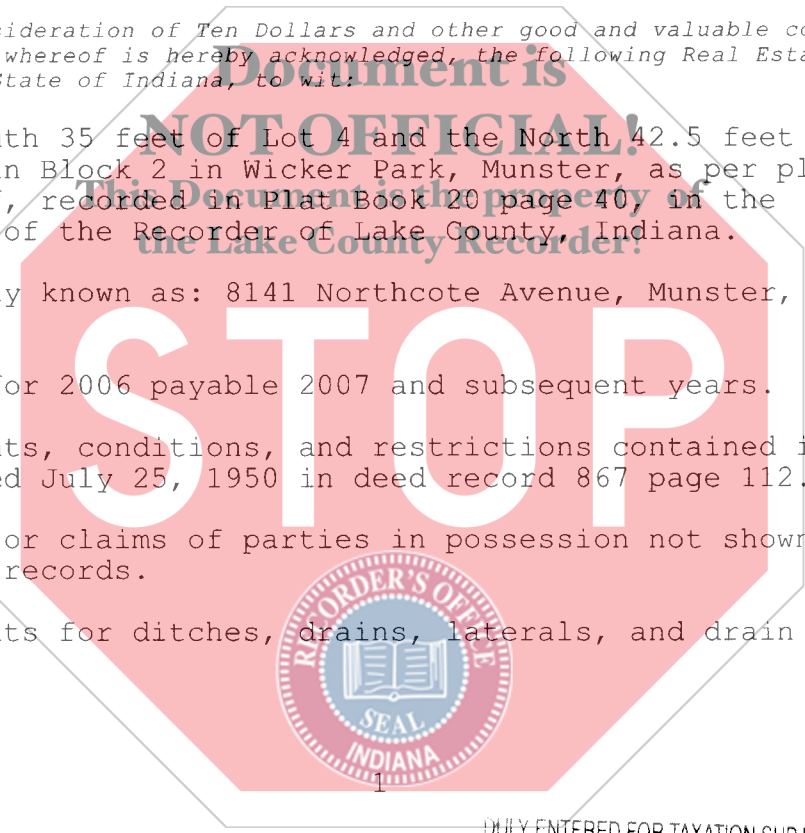 sideration of Ten Dollars and other good and valuable co
whereof is hereby acknowledged, the following Real Esta
State of Indiana, to wit:
Document is
NOT OFFICIAL!
This Document is the property of
the Lake County Recorder!
uth 35 feet of Lot 4 and the North 42.5 feet
in Block 2 in Wicker Park, Munster, as per pl
, recorded in Plat Book 20 page 40, in the
of the Recorder of Lake County, Indiana.
y known as: 8141 Northcote Avenue, Munster,
STOP
for 2006 payable 2007 and subsequent years.
ts, conditions, and restrictions contained i
ed July 25, 1950 in deed record 867 page 112.
or claims of parties in possession not shown
records.
ts for ditches, drains, laterals, and drain
RECORDER'S OFFICE
SEAL
INDIANA
1
DULY ENTERED FOR TAXATION SUB